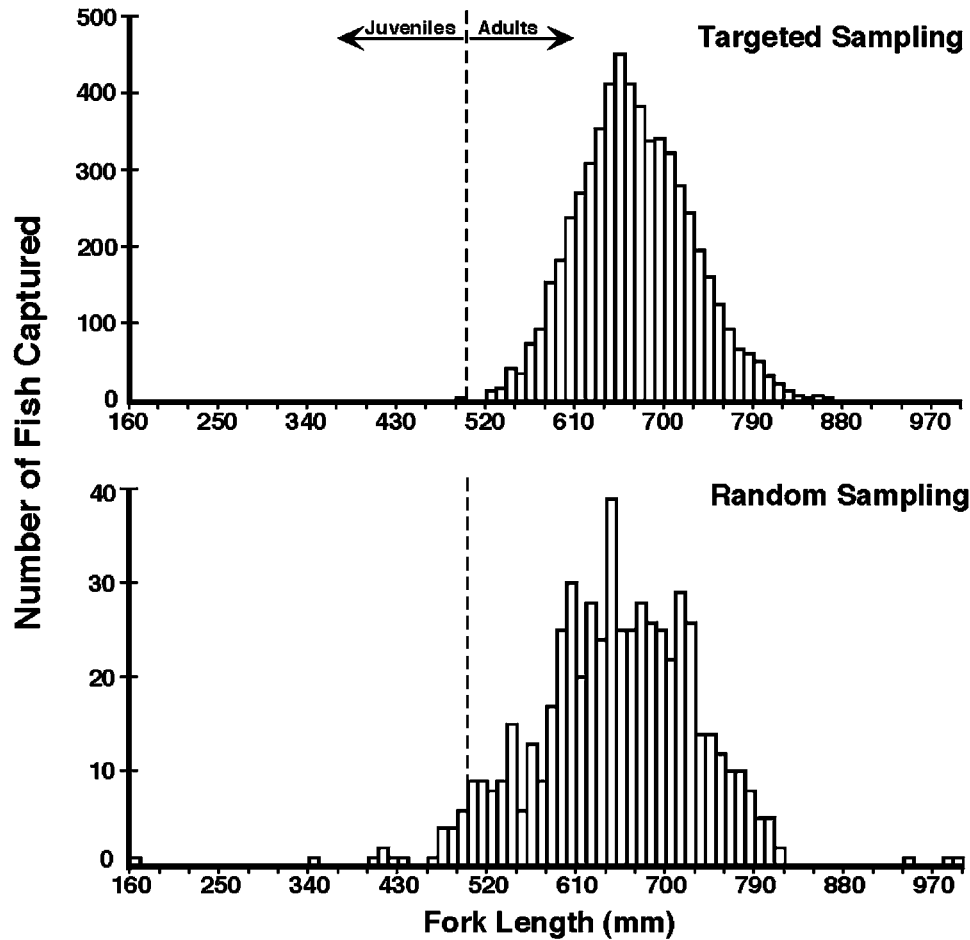 Number of Fish Captured
500
400
300
200
100
0
Juveniles
Adults
Targeted Sampling
160 250 340 430 520 610 700 790 880 970
40
30
20
10
0
Random Sampling
160 250 340 430 520 610 700 790 880 970
Fork Length (mm)